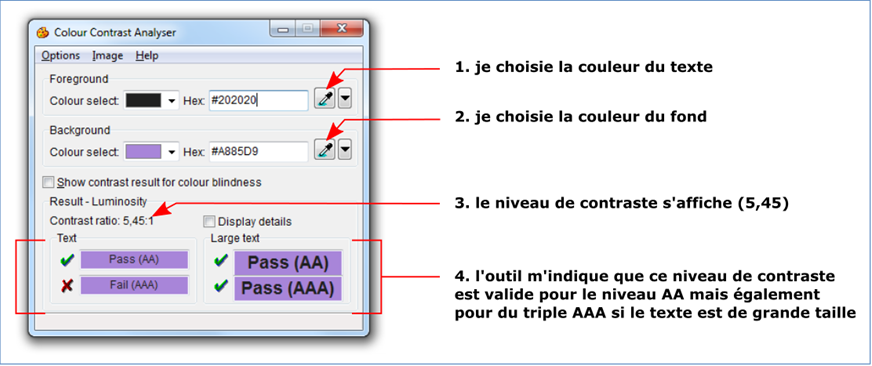 Colour Contrast Analyser
Options Image Help
Foreground
Colour select: Hex: #202020
1. je choisie la couleur du texte
Background
Colour select: Hex: #A885D9
2. je choisie la couleur du fond
Show contrast result for colour blindness
Result - Luminosity
Contrast ratio: 5,45:1
Display details
3. le niveau de contraste s'affiche (5,45)
Text
Pass (AA)
Fail (AAA)
Large text
Pass (AA)
Pass (AAA)
4. l'outil m'indique que ce niveau de contraste
est valide pour le niveau AA mais également
pour du triple AAA si le texte est de grande taille